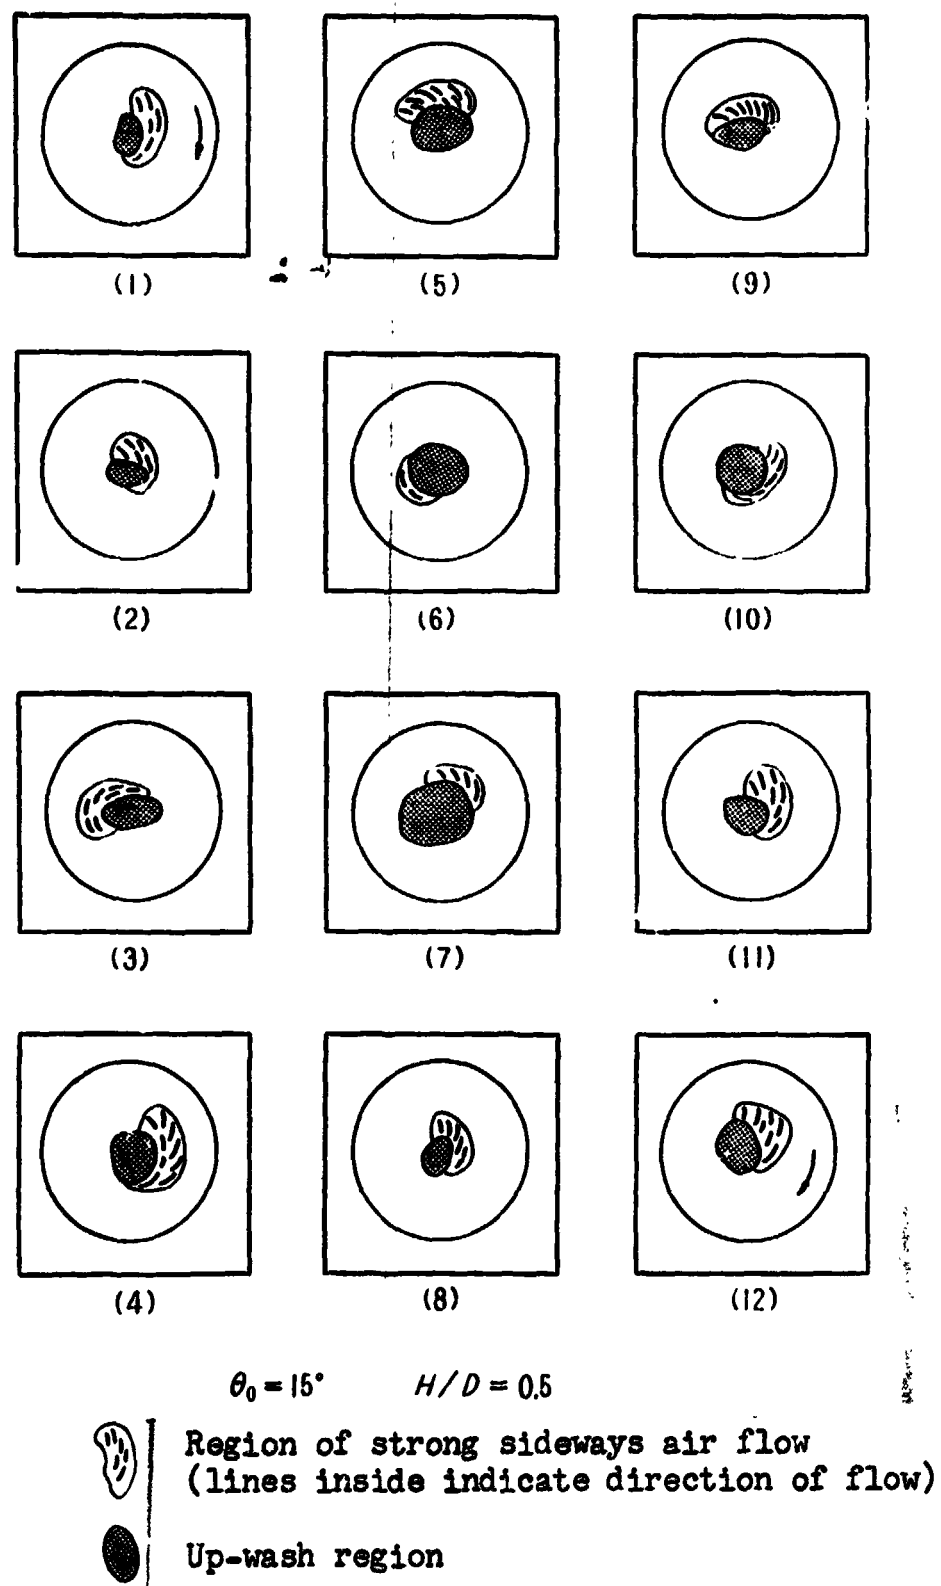 (1) (5) (9)
(2) (6) (10)
(3) (7) (11)
(4) (8) (12)
θ₀ = 15° H/D = 0.5
Region of strong sideways air flow
(lines inside indicate direction of flow)
Up-wash region